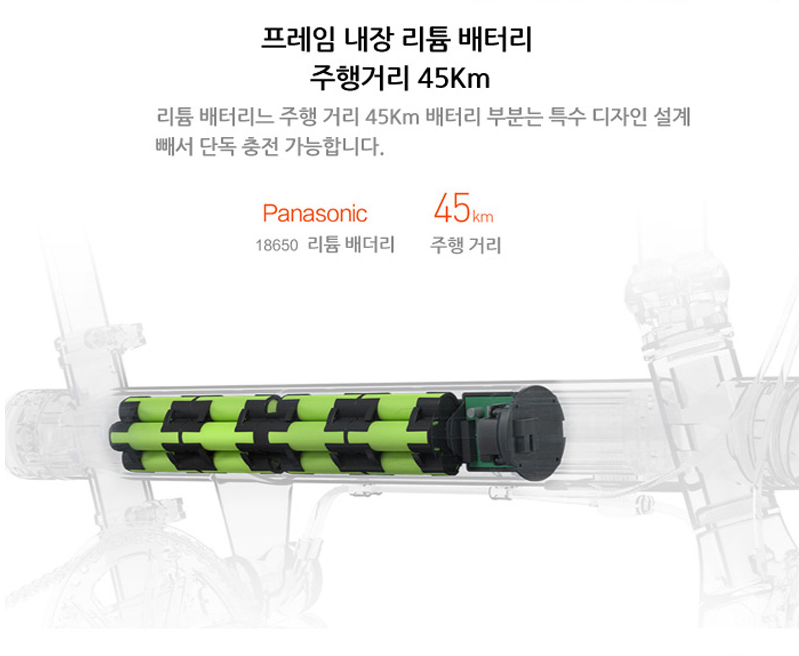 프레임 내장 리튬 배터리
주행거리 45Km
리튬 배터리느 주행 거리 45Km 배터리 부분는 특수 디자인 설계
빼서 단독 충전 가능합니다.
Panasonic 45km
18650 리튬 배더리 주행 거리